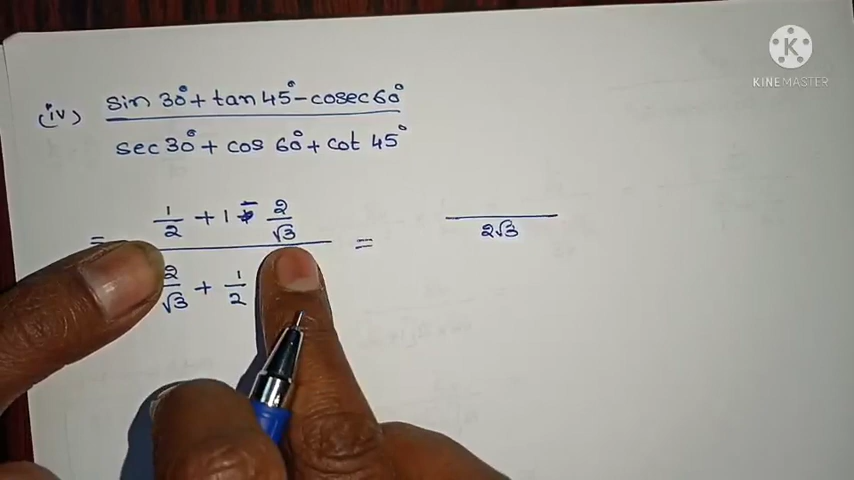 K
KINEMASTER
(iv) sin 30° + tan 45° - cosec 60°
sec 30° + cos 60° + cot 45°
= 1/2 + 1 - 2/√3 =
2/√3 + 1/2
2√3